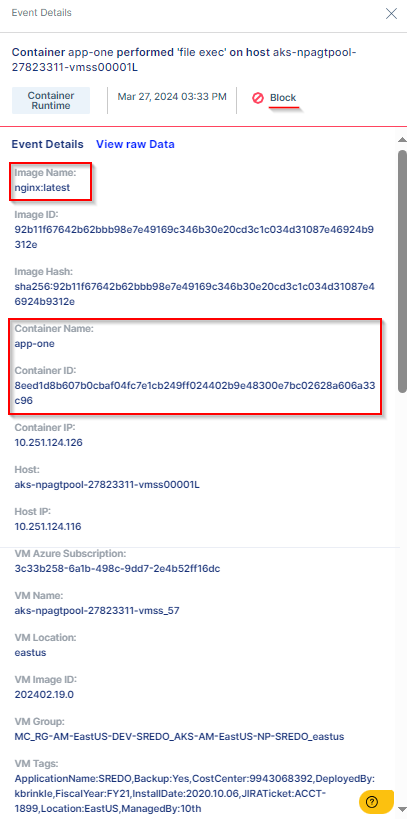 Event Details
Container app-one performed 'file exec' on host aks-npagtpool-
27823311-vmss00001L
Container
Runtime
Mar 27, 2024 03:33 PM
Block
Event Details
View raw Data
Image Name:
nginx:latest
Image ID:
92b11f67642b62bbb98e7e49169c346b30e20cd3c1c034d31087e46924b9
312e
Image Hash:
sha256:92b11f67642b62bbb98e7e49169c346b30e20cd3c1c034d31087e4
6924b9312e
Container Name:
app-one
Container ID:
8eed1d8b607b0cbaf04fc7e1cb249ff024402b9e48300e7bc02628a606a33
c96
Container IP:
10.251.124.126
Host:
aks-npagtpool-27823311-vmss00001L
Host IP:
10.251.124.116
VM Azure Subscription:
3c33b258-6a1b-498c-9dd7-2e4b52ff16dc
VM Name:
aks-npagtpool-27823311-vmss_57
VM Location:
eastus
VM Image ID:
202402.19.0
VM Group:
MC_RG-AM-EastUS-DEV-SREDO_AKS-AM-EastUS-NP-SREDO_eastus
VM Tags:
ApplicationName:SREDO,Backup:Yes,CostCenter:9943068392,DeployedBy:
kbrinkle,FiscalYear:FY21,InstallDate:2020.10.06,JIRATicket:ACCT
-1899,Location:EastUS,ManagedBy:10th